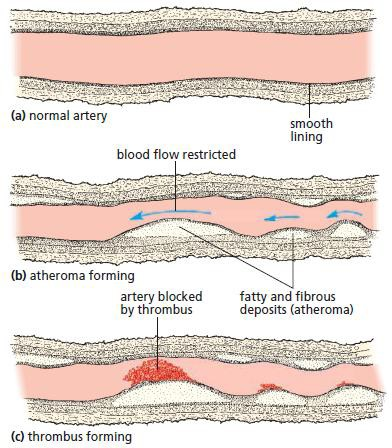 (a) normal artery
smooth
lining
blood flow restricted
(b) atheroma forming
artery blocked
by thrombus
fatty and fibrous
deposits (atheroma)
(c) thrombus forming